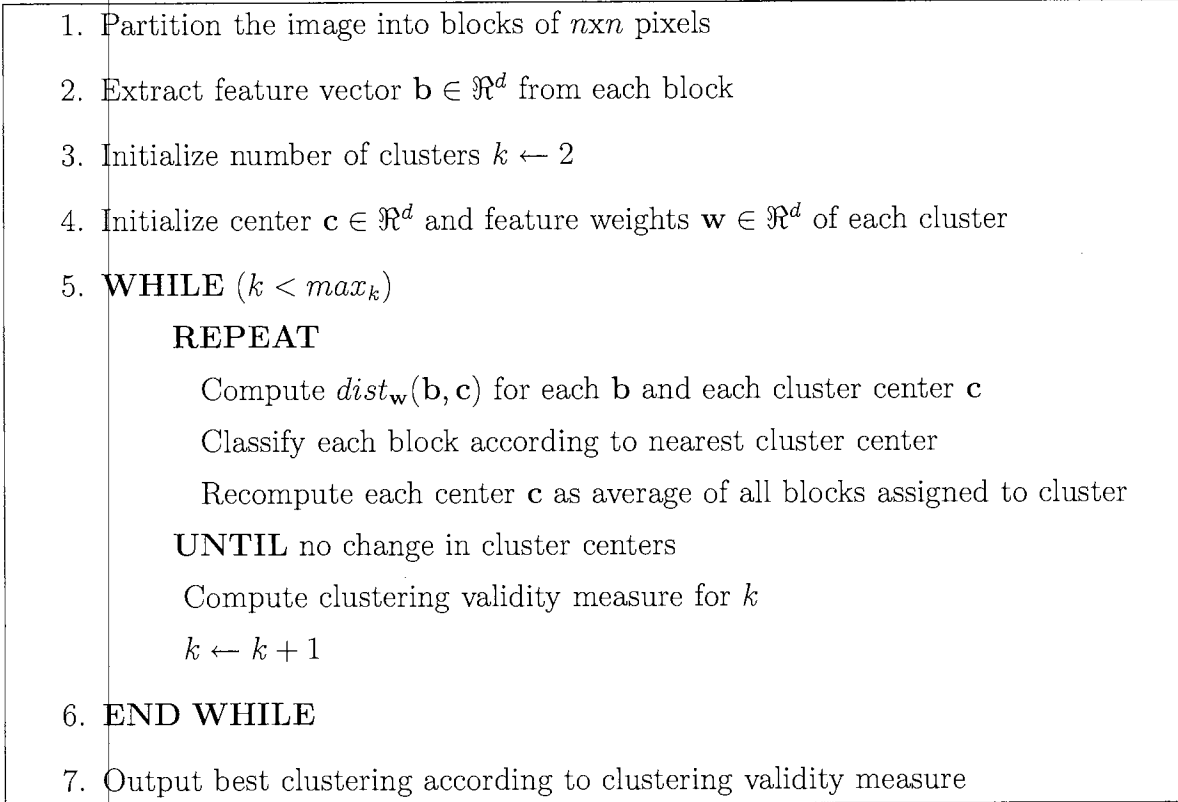 1. Partition the image into blocks of nxn pixels
2. Extract feature vector b ∈ ℜ^d from each block
3. Initialize number of clusters k ← 2
4. Initialize center c ∈ ℜ^d and feature weights w ∈ ℜ^d of each cluster
5. WHILE (k < max_k)
REPEAT
Compute dist_w(b, c) for each b and each cluster center c
Classify each block according to nearest cluster center
Recompute each center c as average of all blocks assigned to cluster
UNTIL no change in cluster centers
Compute clustering validity measure for k
k ← k + 1
6. END WHILE
7. Output best clustering according to clustering validity measure